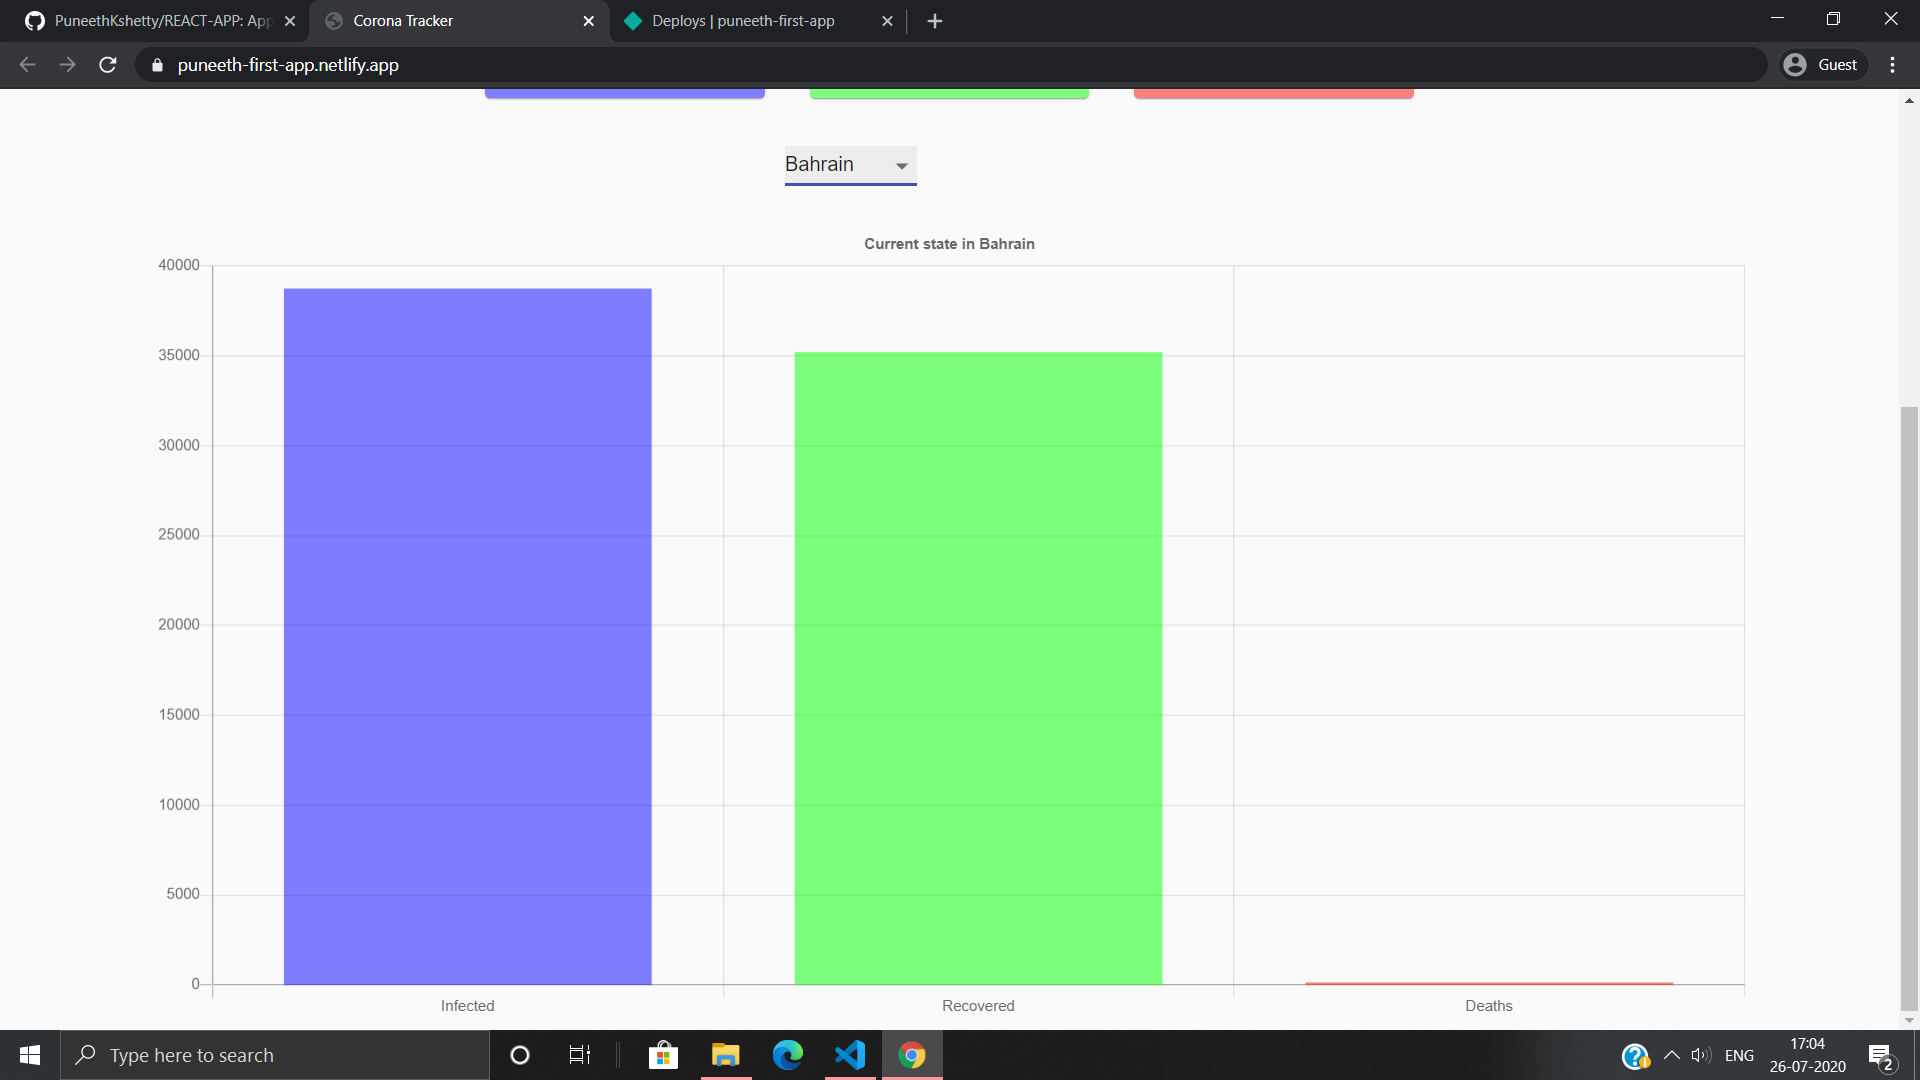 PuneethKshetty/REACT-APP: App
Corona Tracker
Deploys | puneeth-first-app
puneeth-first-app.netlify.app
Guest
Bahrain
Current state in Bahrain
40000
35000
30000
25000
20000
15000
10000
5000
0
Infected
Recovered
Deaths
Type here to search
ENG
17:04
26-07-2020
2